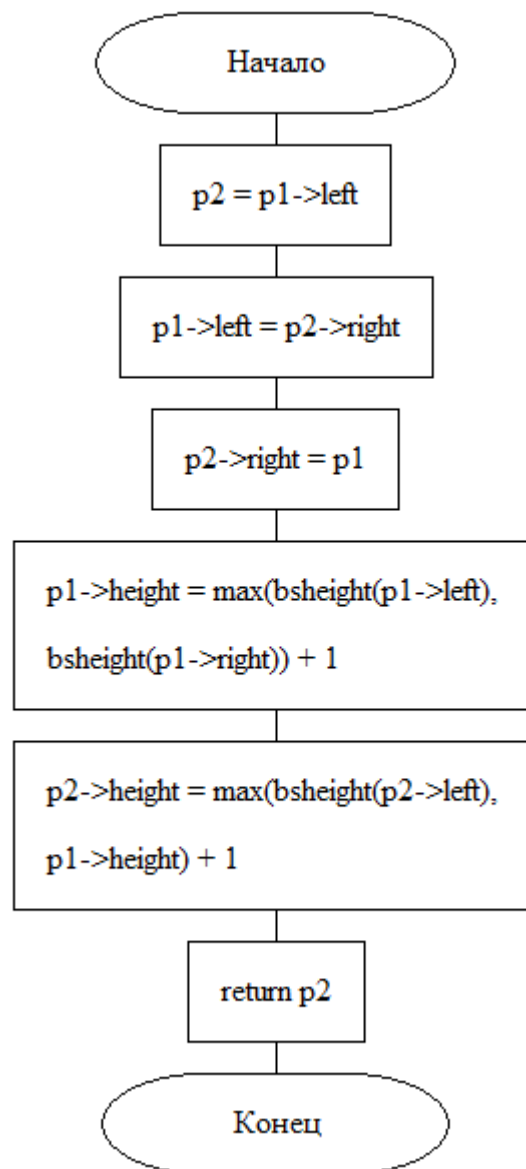 Начало
p2 = p1->left
p1->left = p2->right
p2->right = p1
p1->height = max(bsheight(p1->left),
bsheight(p1->right)) + 1
p2->height = max(bsheight(p2->left),
p1->height) + 1
return p2
Конец